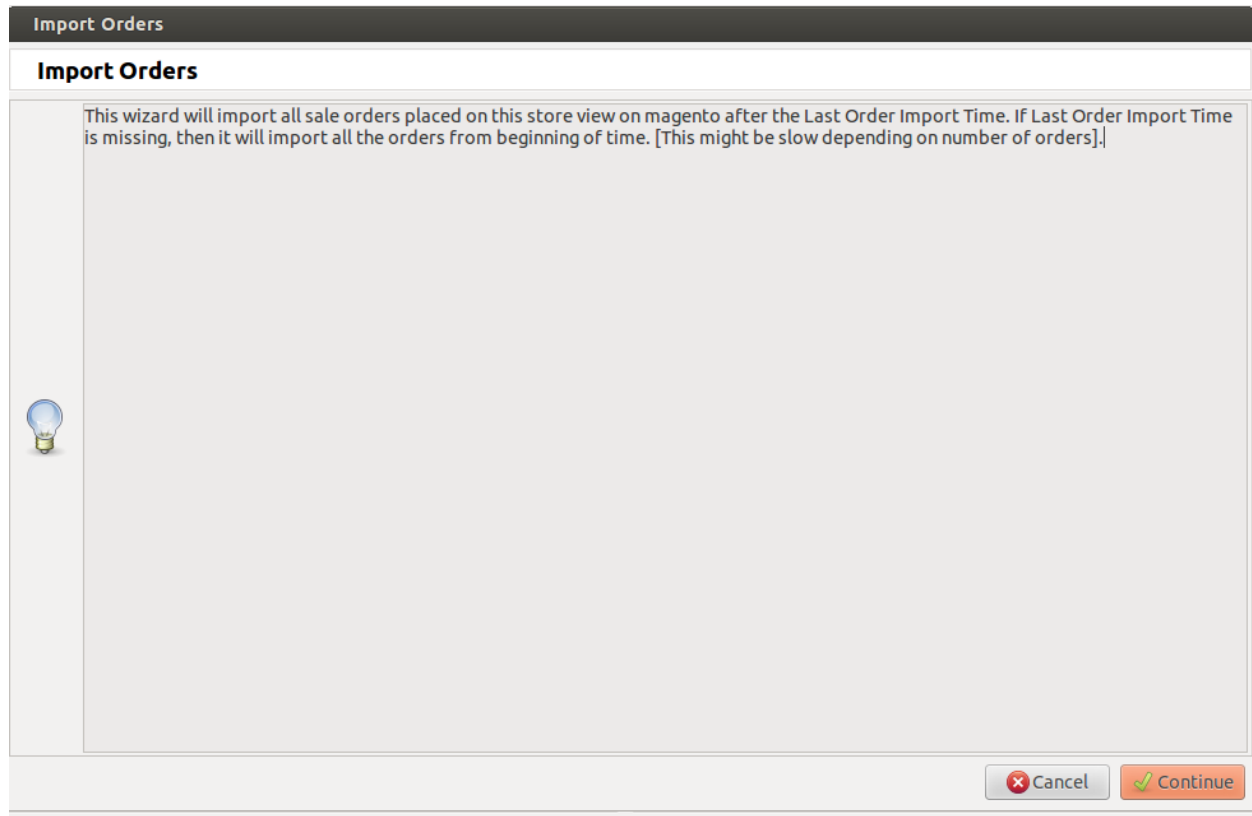 Import Orders
Import Orders
This wizard will import all sale orders placed on this store view on magento after the Last Order Import Time. If Last Order Import Time
is missing, then it will import all the orders from beginning of time. [This might be slow depending on number of orders].
Cancel
Continue